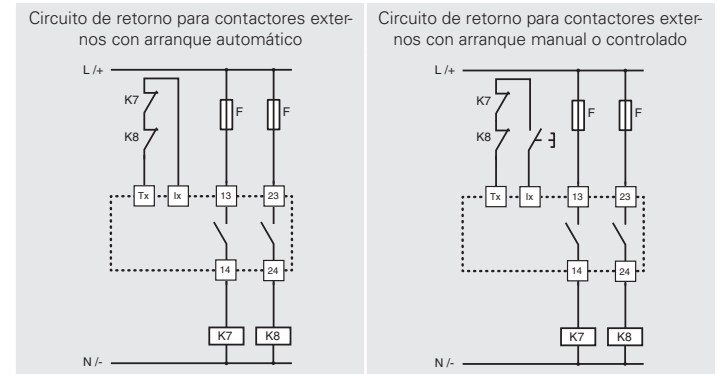 Circuito de retorno para contactores exter-
nos con arranque automático
L /+
K7
F
F
K8
Tx
Ix
13
23
14
24
K7
K8
N /-
Circuito de retorno para contactores exter-
nos con arranque manual o controlado
L /+
K7
F
F
K8
Tx
Ix
13
23
14
24
K7
K8
N /-